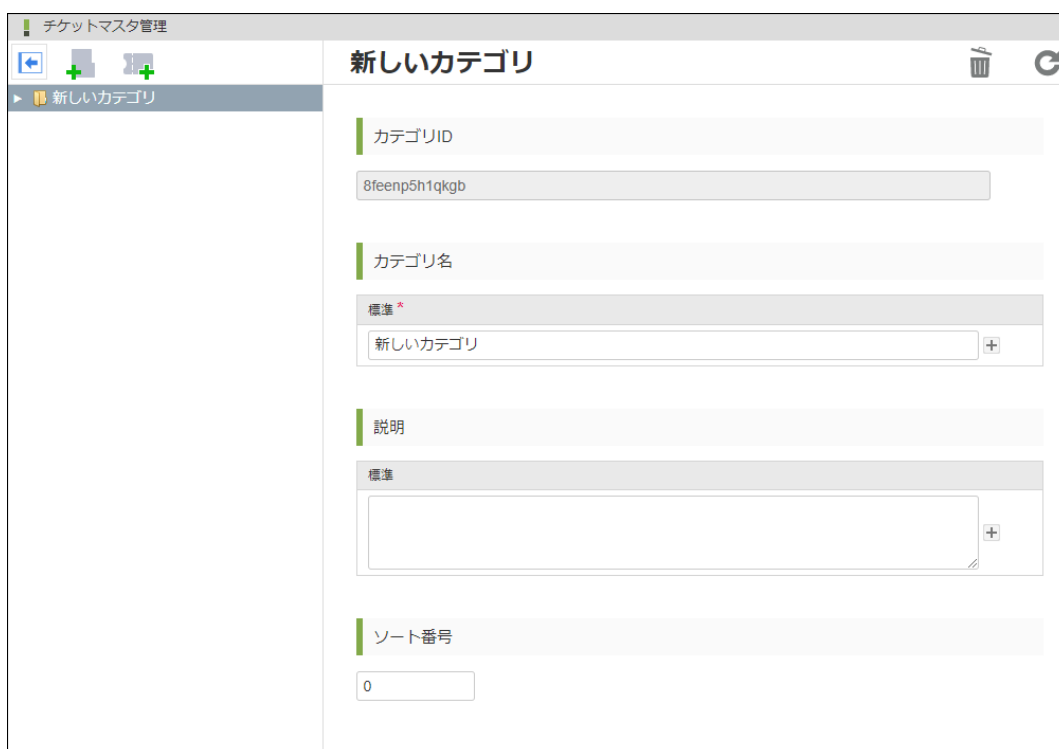 チケットマスタ管理
新しいカテゴリ
新しいカテゴリ
カテゴリID
8feenp5h1qkgb
カテゴリ名
標準 *
新しいカテゴリ
説明
標準
ソート番号
0